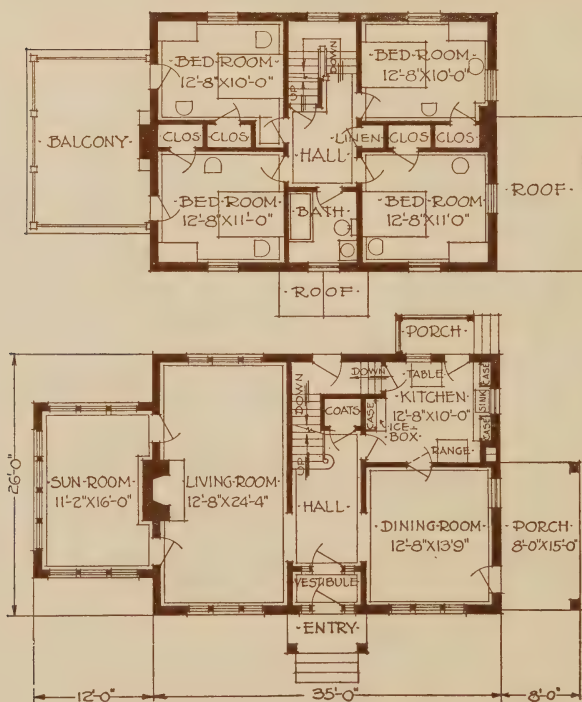 ·BED-ROOM·
12'-8"X10'-0"
DOWN
UP
·BED-ROOM·
12'-8"X10'-0"
·BALCONY·
CLOS
CLOS
LINEN
CLOS
CLOS
·HALL·
·BED-ROOM·
12'-8"X11'-0"
·BATH·
·BED-ROOM·
12'-8"X11'0"
·ROOF·
·ROOF·
·PORCH·
DOWN
TABLE
·KITCHEN·
12'-8"X10'-0"
CASE
SINK
CASE
DOWN
UP
COATS
CASE
ICE
BOX
RANGE
26'-0"
·SUN-ROOM·
11'-2"X16'-0"
·LIVING-ROOM·
12'-8"X24'-4"
·HALL·
·DINING-ROOM·
12'-8"X13'9"
·PORCH·
8'-0"X15'-0"
VESTIBULE
·ENTRY·
12'-0"
35'-0"
8'-0"